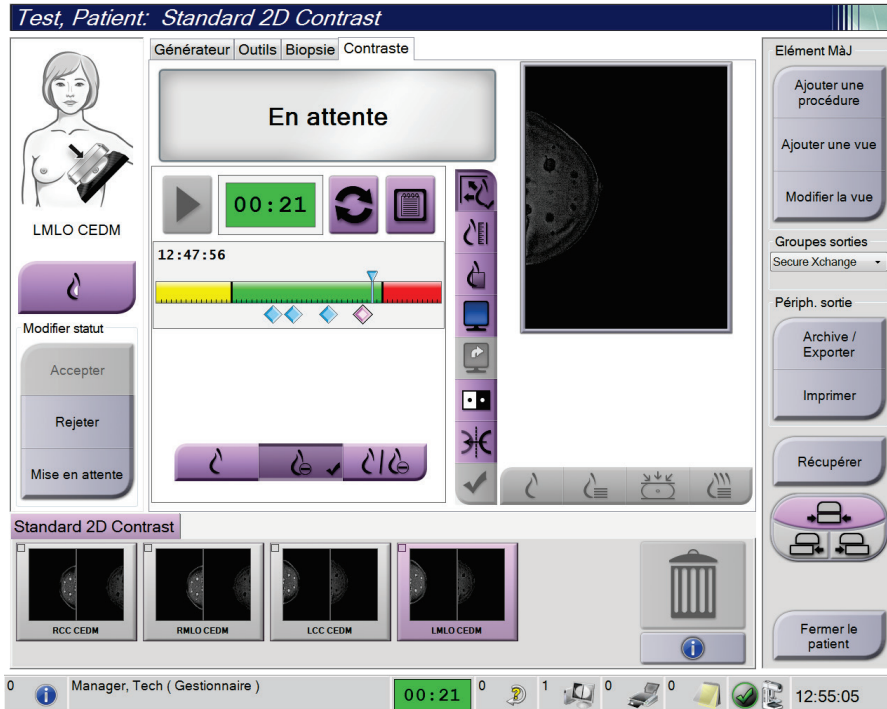 Test, Patient: Standard 2D Contrast
Générateur
Outils
Biopsie
Contraste
LMLO CEDM
Modifier statut
Accepter
Rejeter
Mise en attente
En attente
00:21
12:47:56
Elément MàJ
Ajouter une
procédure
Ajouter une vue
Modifier la vue
Groupes sorties
Secure Xchange
Périph. sortie
Archive /
Exporter
Imprimer
Récupérer
Fermer le
patient
Standard 2D Contrast
RCC CEDM
RMLO CEDM
LCC CEDM
LMLO CEDM
0
Manager, Tech ( Gestionnaire )
00:21
0
1
0
0
12:55:05